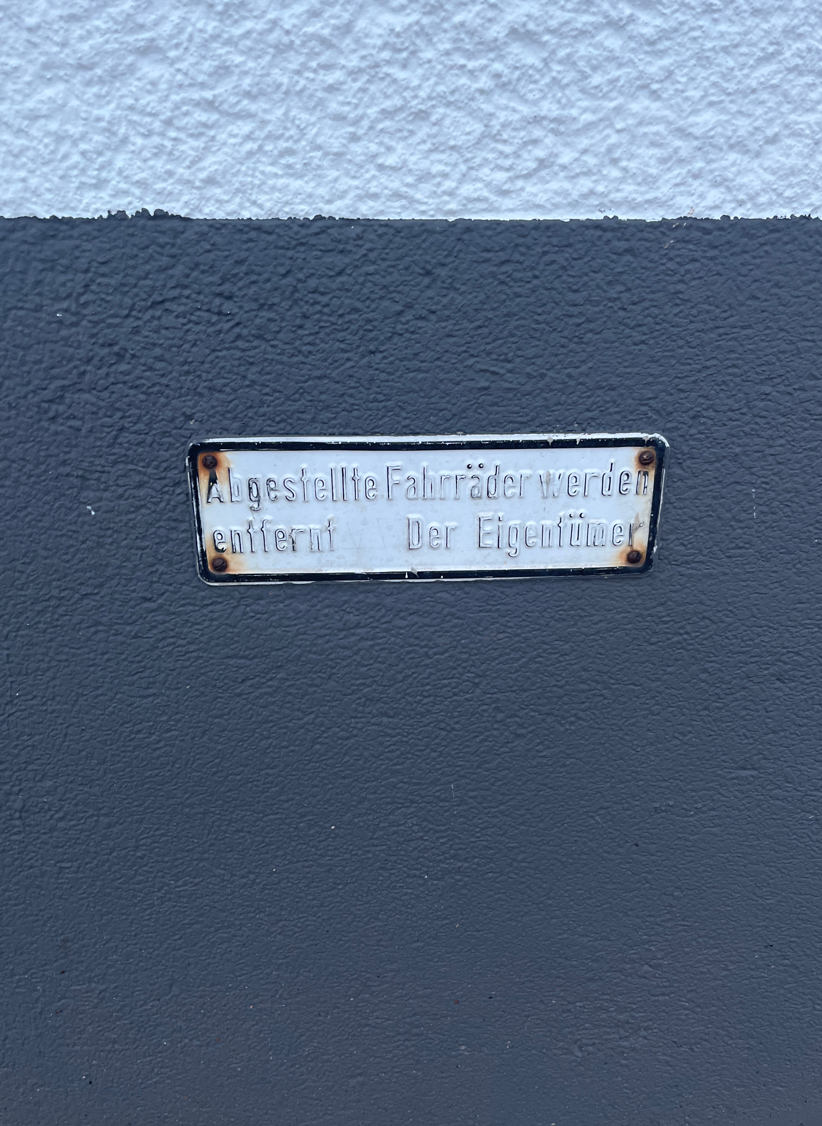 Abgestellte Fahrräder werden
entfernt Der Eigentümer